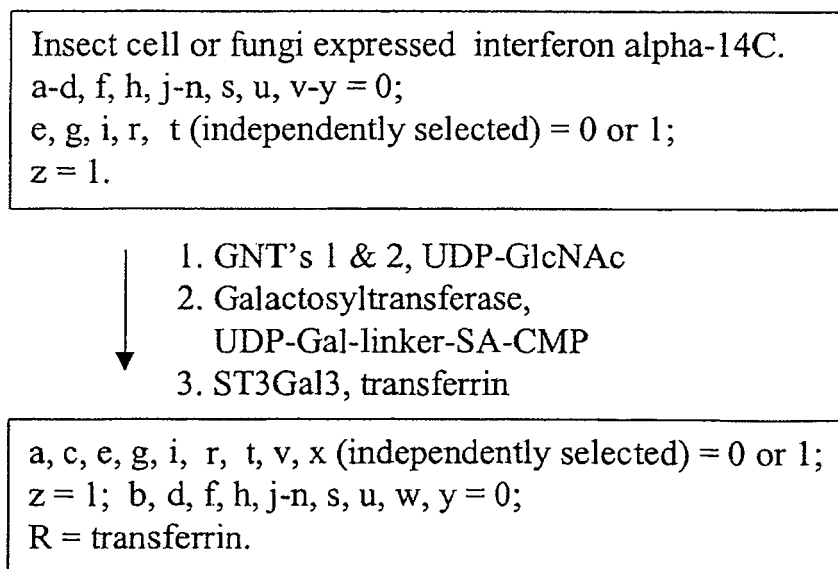 Insect cell or fungi expressed interferon alpha-14C.
a-d, f, h, j-n, s, u, v-y = 0;
e, g, i, r, t (independently selected) = 0 or 1;
z = 1.
1. GNT's 1 & 2, UDP-GlcNAc
2. Galactosyltransferase,
UDP-Gal-linker-SA-CMP
3. ST3Gal3, transferrin
a, c, e, g, i, r, t, v, x (independently selected) = 0 or 1;
z = 1; b, d, f, h, j-n, s, u, w, y = 0;
R = transferrin.